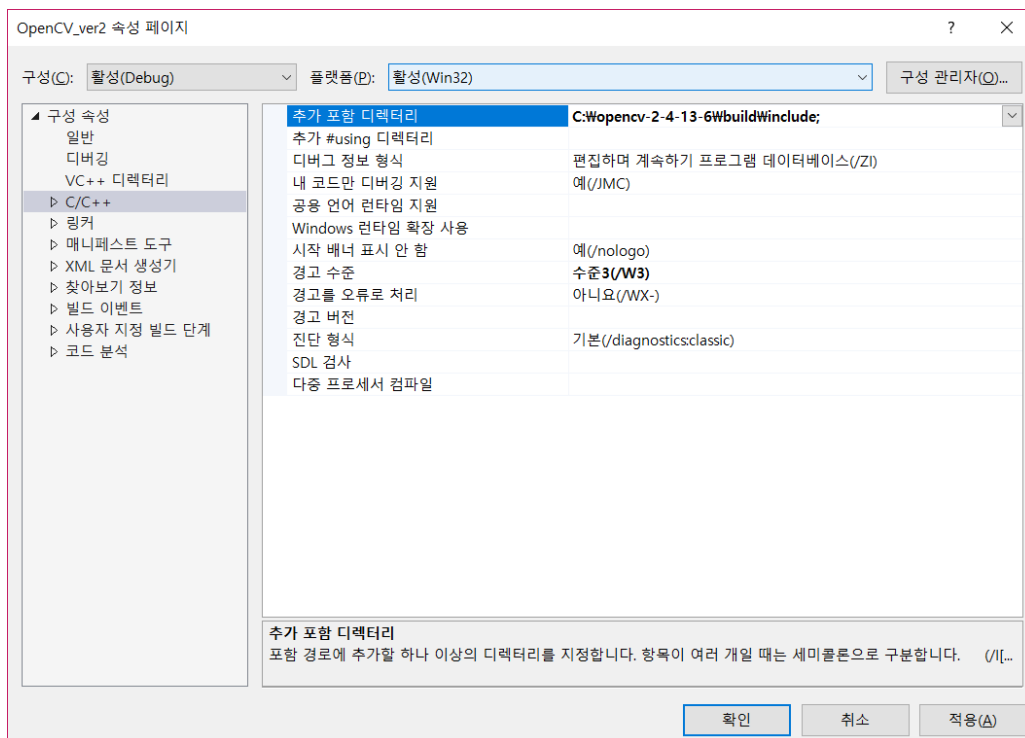 OpenCV_ver2 속성 페이지 ? ×
구성(C): 활성(Debug) 플랫폼(P): 활성(Win32) 구성 관리자(O)...
구성 속성
일반
디버깅
VC++ 디렉터리
C/C++
링커
매니페스트 도구
XML 문서 생성기
찾아보기 정보
빌드 이벤트
사용자 지정 빌드 단계
코드 분석
추가 포함 디렉터리 C:₩opencv-2-4-13-6₩build₩include;
추가 #using 디렉터리
디버그 정보 형식 편집하며 계속하기 프로그램 데이터베이스(/ZI)
내 코드만 디버깅 지원 예(/JMC)
공용 언어 런타임 지원
Windows 런타임 확장 사용
시작 배너 표시 안 함 예(/nologo)
경고 수준 수준3(/W3)
경고를 오류로 처리 아니요(/WX-)
경고 버전
진단 형식 기본(/diagnostics:classic)
SDL 검사
다중 프로세서 컴파일
추가 포함 디렉터리
포함 경로에 추가할 하나 이상의 디렉터리를 지정합니다. 항목이 여러 개일 때는 세미콜론으로 구분합니다. (/I[...
확인 취소 적용(A)